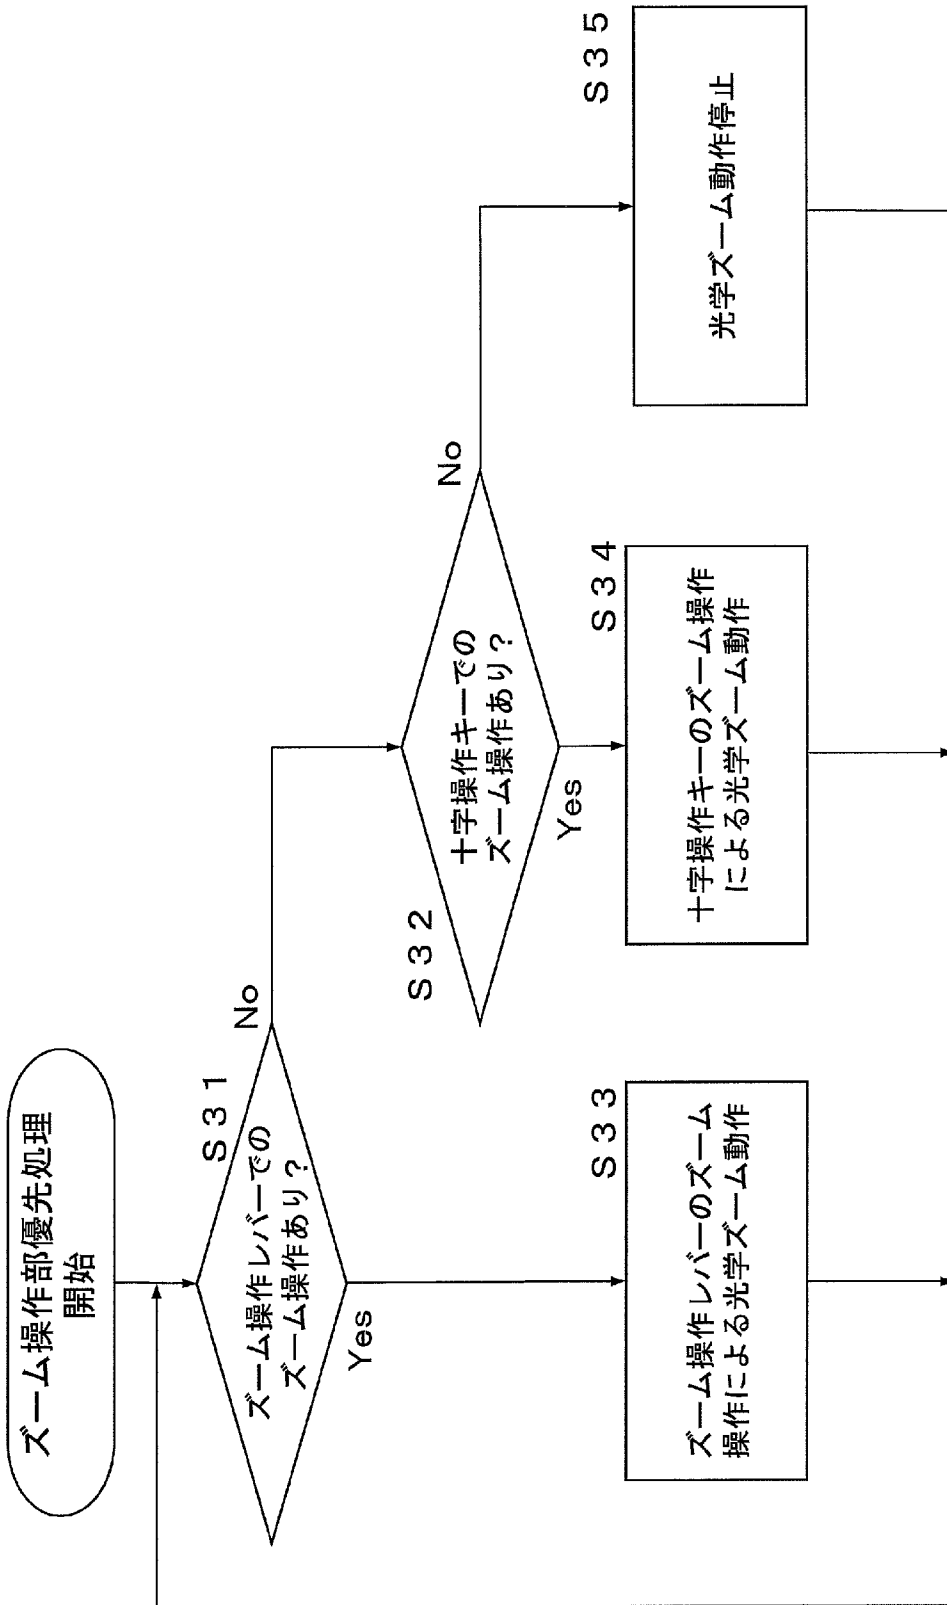 ズーム操作部優先処理
開始
S31
ズーム操作レバーでの
ズーム操作あり?
No
Yes
S32
十字操作キーでの
ズーム操作あり?
No
Yes
S33
ズーム操作レバーのズーム
操作による光学ズーム動作
S34
十字操作キーのズーム操作
による光学ズーム動作
S35
光学ズーム動作停止